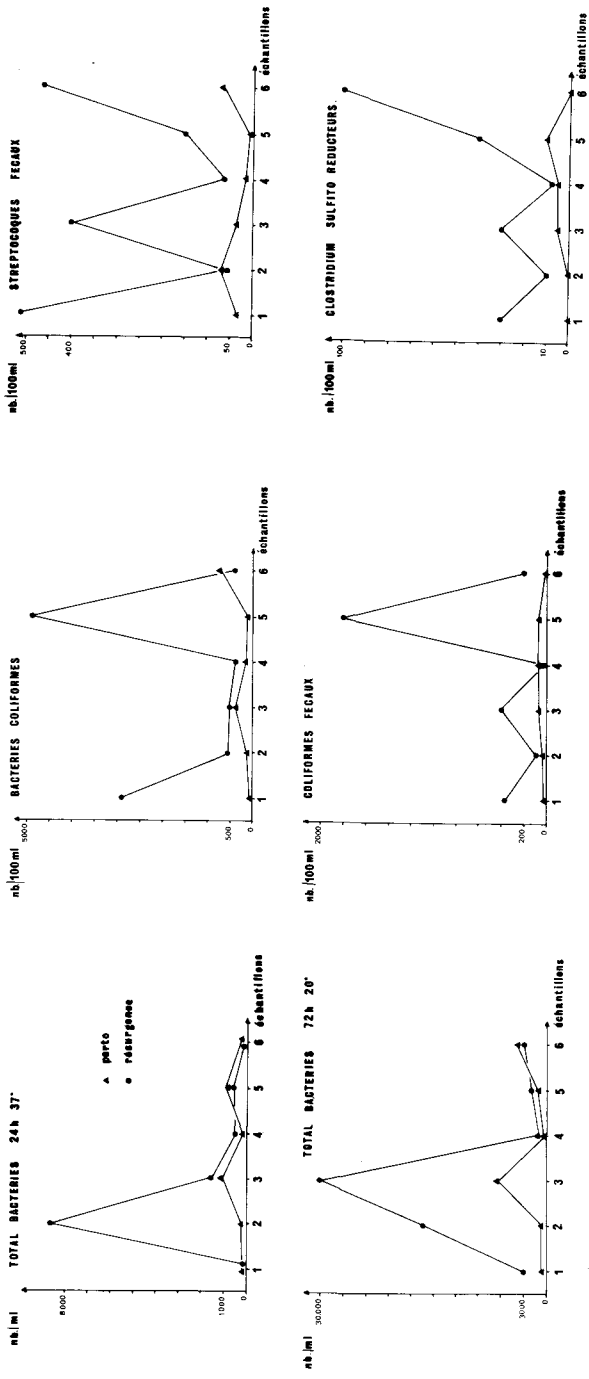 TOTAL BACTERIES 24h 37°
nb./ml
8000
1000
0
▲ perte
● résurgence
1 2 3 4 5 6 échantillons
BACTERIES COLIFORMES
nb./100ml
5000
500
0
1 2 3 4 5 6 échantillons
STREPTOCOQUES FECAUX
nb./100ml
500
400
50
0
1 2 3 4 5 6 échantillons
TOTAL BACTERIES 72h 20°
nb./ml
30.000
3000
0
1 2 3 4 5 6 échantillons
COLIFORMES FECAUX
nb./100ml
2000
200
0
1 2 3 4 5 6 échantillons
CLOSTRIDIUM SULFITO REDUCTEURS.
nb./100ml
100
10
0
1 2 3 4 5 6 échantillons